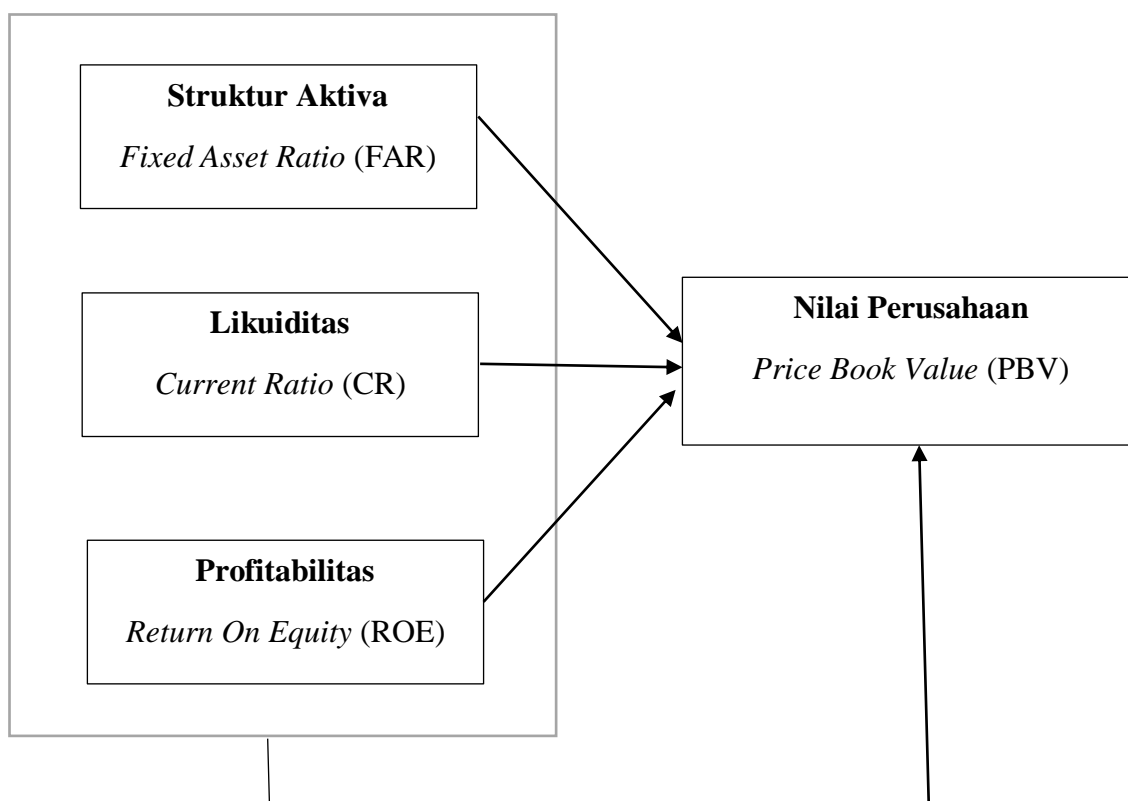 Struktur Aktiva
Fixed Asset Ratio (FAR)
Likuiditas
Current Ratio (CR)
Profitabilitas
Return On Equity (ROE)
Nilai Perusahaan
Price Book Value (PBV)